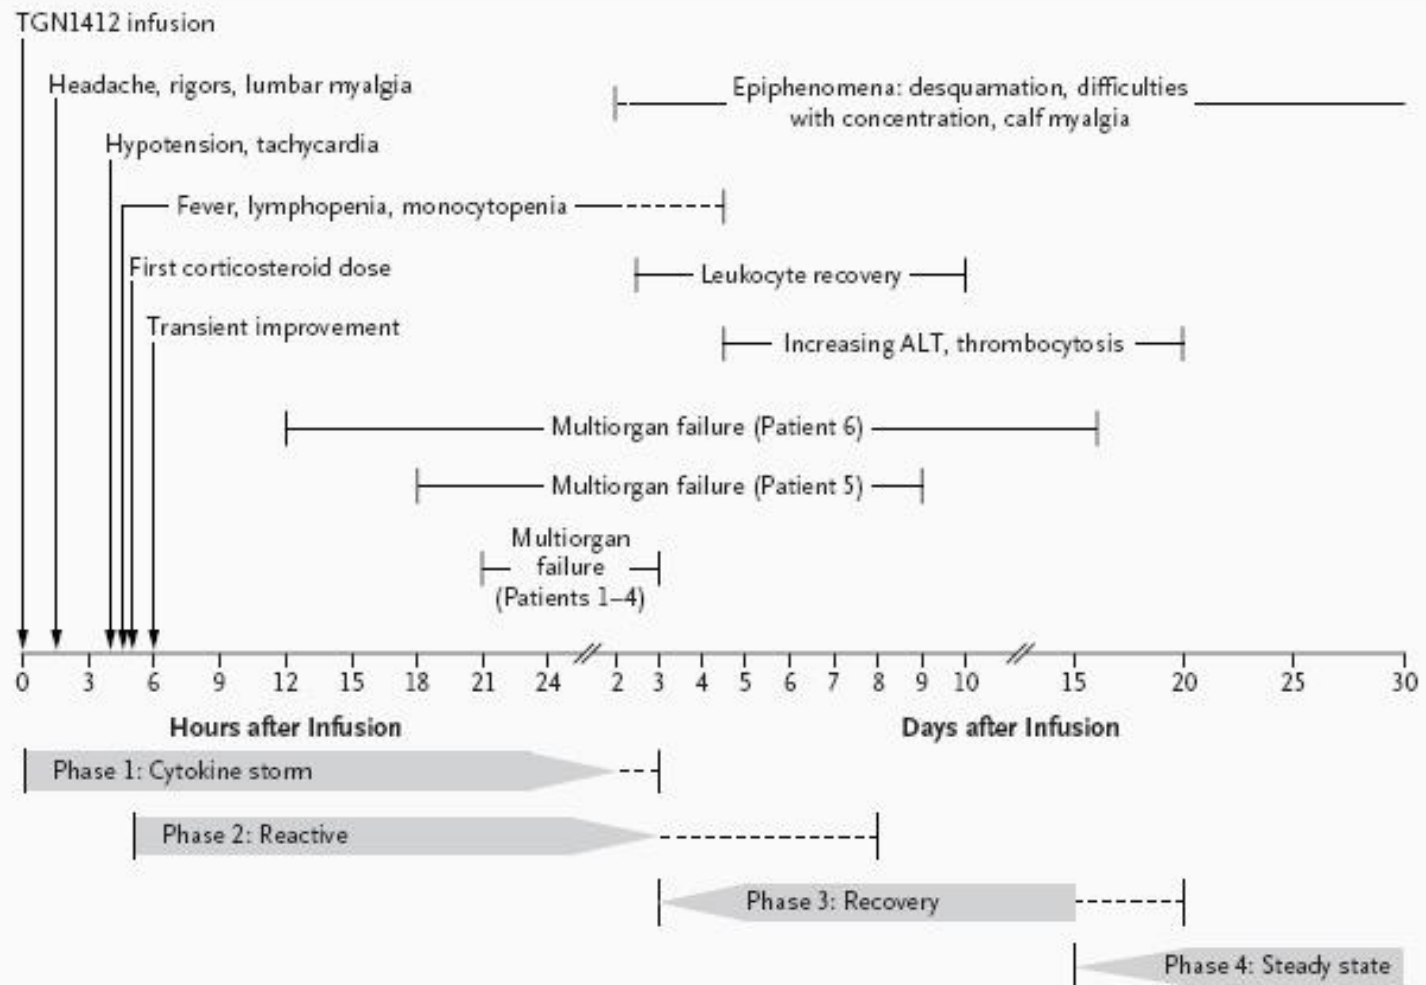 TGN1412 infusion
Headache, rigors, lumbar myalgia
Epiphenomena: desquamation, difficulties
with concentration, calf myalgia
Hypotension, tachycardia
Fever, lymphopenia, monocytopenia
First corticosteroid dose
Leukocyte recovery
Transient improvement
Increasing ALT, thrombocytosis
Multiorgan failure (Patient 6)
Multiorgan failure (Patient 5)
Multiorgan
failure
(Patients 1–4)
0 3 6 9 12 15 18 21 24 2 3 4 5 6 7 8 9 10 15 20 25 30
Hours after Infusion Days after Infusion
Phase 1: Cytokine storm
Phase 2: Reactive
Phase 3: Recovery
Phase 4: Steady state